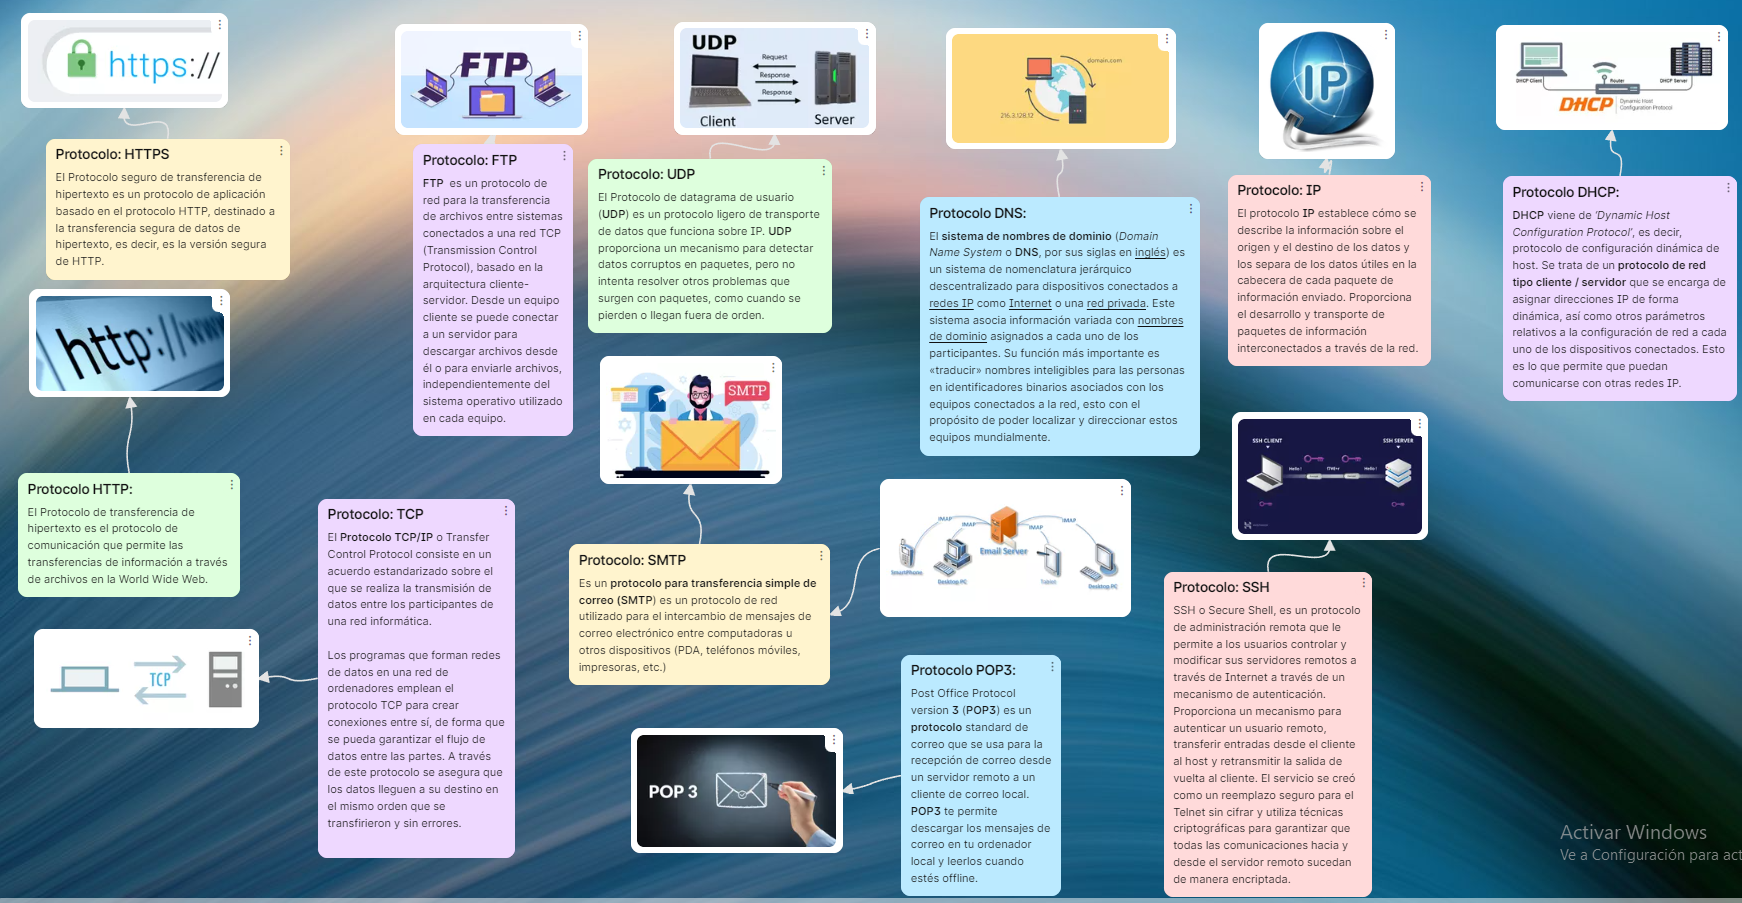 https://
Protocolo: HTTPS
El Protocolo seguro de transferencia de
hipertexto es un protocolo de aplicación
basado en el protocolo HTTP, destinado a
la transferencia segura de datos de
hipertexto, es decir, es la versión segura
de HTTP.
http://www
Protocolo HTTP:
El Protocolo de transferencia de
hipertexto es el protocolo de
comunicación que permite las
transferencias de información a través
de archivos en la World Wide Web.
TCP
Protocolo: TCP
El Protocolo TCP/IP o Transfer
Control Protocol consiste en un
acuerdo estandarizado sobre el
que se realiza la transmisión de
datos entre los participantes de
una red informática.
Los programas que forman redes
de datos en una red de
ordenadores emplean el
protocolo TCP para crear
conexiones entre sí, de forma que
se pueda garantizar el flujo de
datos entre las partes. A través
de este protocolo se asegura que
los datos lleguen a su destino en
el mismo orden que se
transfirieron y sin errores.
FTP
Protocolo: FTP
FTP es un protocolo de
red para la transferencia
de archivos entre sistemas
conectados a una red TCP
(Transmission Control
Protocol), basado en la
arquitectura cliente-
servidor. Desde un equipo
cliente se puede conectar
a un servidor para
descargar archivos desde
él o para enviarle archivos,
independientemente del
sistema operativo utilizado
en cada equipo.
UDP
Request
Response
Response
Client
Server
Protocolo: UDP
El Protocolo de datagrama de usuario
(UDP) es un protocolo ligero de transporte
de datos que funciona sobre IP. UDP
proporciona un mecanismo para detectar
datos corruptos en paquetes, pero no
intenta resolver otros problemas que
surgen con paquetes, como cuando se
pierden o llegan fuera de orden.
SMTP
Protocolo: SMTP
Es un protocolo para transferencia simple de
correo (SMTP) es un protocolo de red
utilizado para el intercambio de mensajes de
correo electrónico entre computadoras u
otros dispositivos (PDA, teléfonos móviles,
impresoras, etc.)
POP 3
domain.com
216.3.128.12
Protocolo DNS:
El sistema de nombres de dominio (Domain
Name System o DNS, por sus siglas en inglés) es
un sistema de nomenclatura jerárquico
descentralizado para dispositivos conectados a
redes IP como Internet o una red privada. Este
sistema asocia información variada con nombres
de dominio asignados a cada uno de los
participantes. Su función más importante es
«traducir» nombres inteligibles para las personas
en identificadores binarios asociados con los
equipos conectados a la red, esto con el
propósito de poder localizar y direccionar estos
equipos mundialmente.
IMAP
IMAP
IMAP
IMAP
Email Server
SmartPhone
Desktop PC
Tablet
Desktop PC
Protocolo POP3:
Post Office Protocol
version 3 (POP3) es un
protocolo standard de
correo que se usa para la
recepción de correo desde
un servidor remoto a un
cliente de correo local.
POP3 te permite
descargar los mensajes de
correo en tu ordenador
local y leerlos cuando
estés offline.
IP
Protocolo: IP
El protocolo IP establece cómo se
describe la información sobre el
origen y el destino de los datos y
los separa de los datos útiles en la
cabecera de cada paquete de
información enviado. Proporciona
el desarrollo y transporte de
paquetes de información
interconectados a través de la red.
SSH CLIENT
SSH SERVER
Hello !
Hello !
Protocolo: SSH
SSH o Secure Shell, es un protocolo
de administración remota que le
permite a los usuarios controlar y
modificar sus servidores remotos a
través de Internet a través de un
mecanismo de autenticación.
Proporciona un mecanismo para
autenticar un usuario remoto,
transferir entradas desde el cliente
al host y retransmitir la salida de
vuelta al cliente. El servicio se creó
como un reemplazo seguro para el
Telnet sin cifrar y utiliza técnicas
criptográficas para garantizar que
todas las comunicaciones hacia y
desde el servidor remoto sucedan
de manera encriptada.
DHCP Client
Router
DHCP Server
DHCP
Dynamic Host
Configuration Protocol
Protocolo DHCP:
DHCP viene de 'Dynamic Host
Configuration Protocol', es decir,
protocolo de configuración dinámica de
host. Se trata de un protocolo de red
tipo cliente / servidor que se encarga de
asignar direcciones IP de forma
dinámica, así como otros parámetros
relativos a la configuración de red a cada
uno de los dispositivos conectados. Esto
es lo que permite que puedan
comunicarse con otras redes IP.
Activar Windows
Ve a Configuración para act